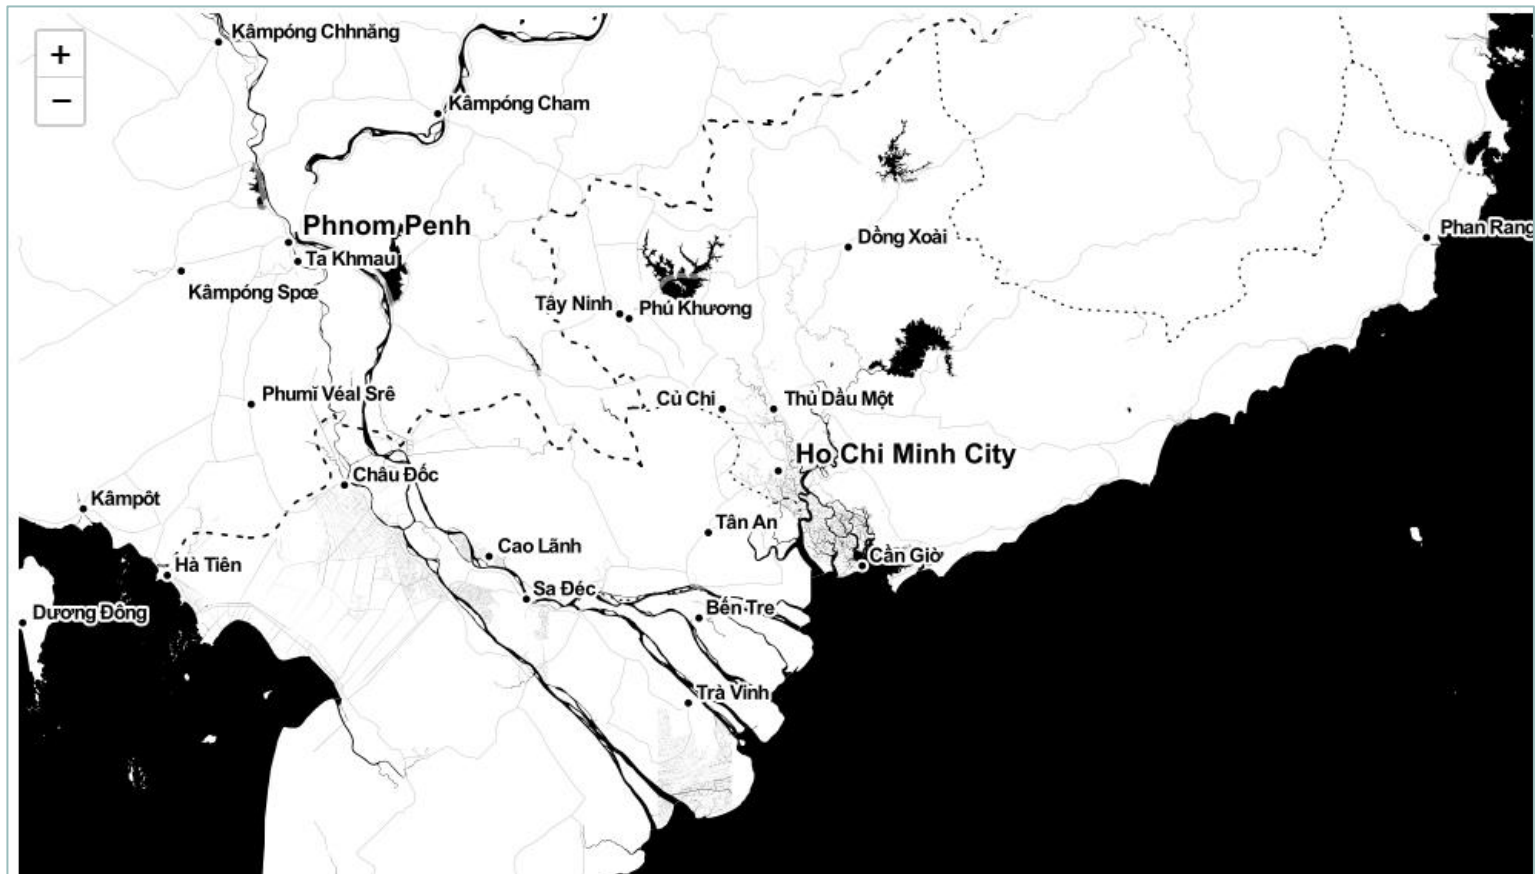 Kâmpóng Chhnăng
+
−
Kâmpóng Cham
Phnom Penh
Ta Khmau
Kâmpóng Spœ
Đồng Xoài
Phan Rang
Tây Ninh
Phú Khương
Phumĭ Véal Srê
Củ Chi
Thủ Dầu Một
Ho Chi Minh City
Châu Đốc
Kâmpôt
Tân An
Cao Lãnh
Cần Giờ
Hà Tiên
Sa Đéc
Dương Đông
Bến Tre
Trà Vinh